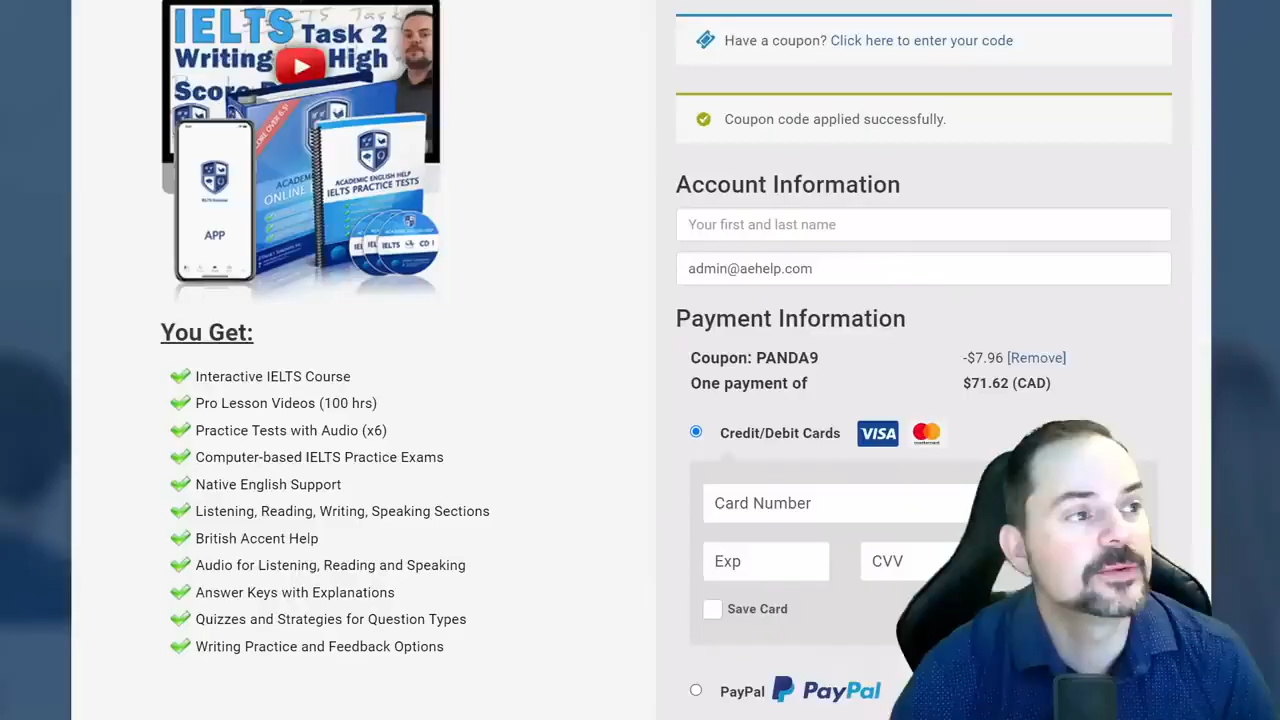 IELTS Task 2
Writing High
Score
ACADEMIC ENGLISH HELP
IELTS PRACTICE TESTS
APP
IELTS
CD 1
You Get:
Interactive IELTS Course
Pro Lesson Videos (100 hrs)
Practice Tests with Audio (x6)
Computer-based IELTS Practice Exams
Native English Support
Listening, Reading, Writing, Speaking Sections
British Accent Help
Audio for Listening, Reading and Speaking
Answer Keys with Explanations
Quizzes and Strategies for Question Types
Writing Practice and Feedback Options
Have a coupon? Click here to enter your code
Coupon code applied successfully.
Account Information
Your first and last name
admin@aehelp.com
Payment Information
Coupon: PANDA9 -$7.96 [Remove]
One payment of $71.62 (CAD)
Credit/Debit Cards VISA
Card Number
Exp CVV
Save Card
PayPal PayPal